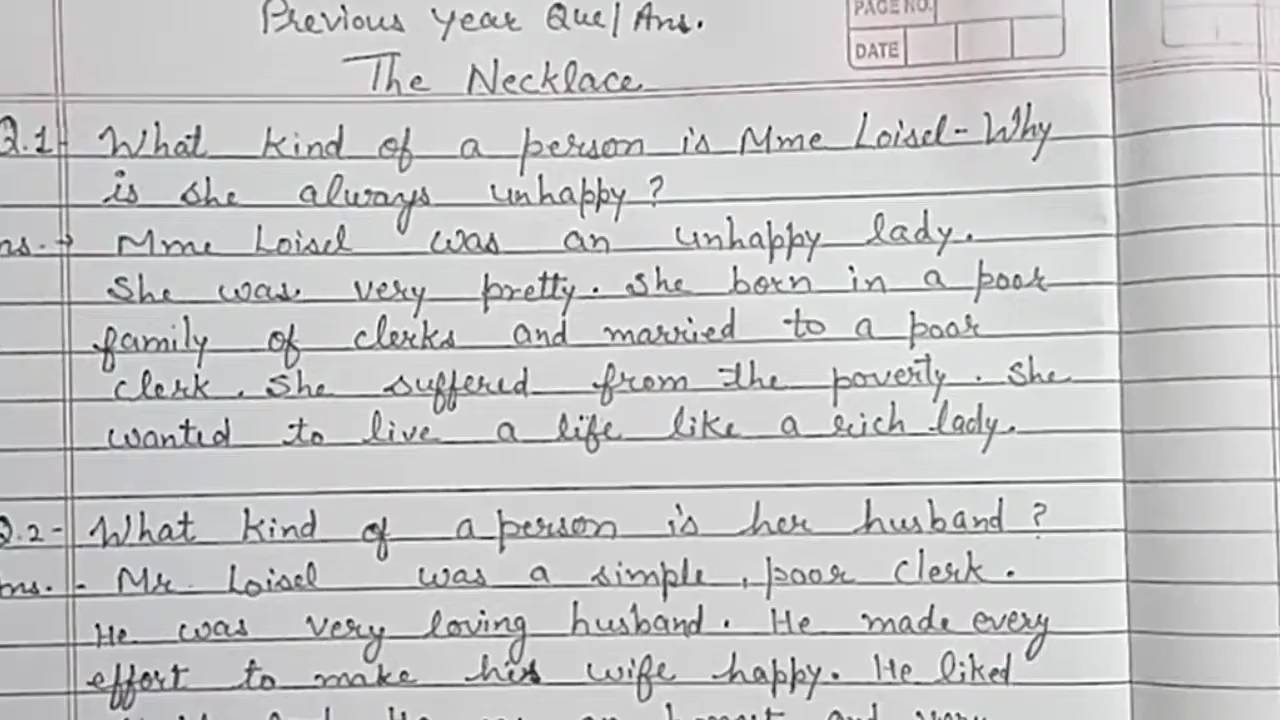 Previous Year Que/Ans.
PAGE NO.
DATE
The Necklace
Q.1- What kind of a person is Mme Loisel- Why
is she always unhappy?
ns. → Mme Loisel was an unhappy lady.
She was very pretty. She born in a poor
family of clerks and married to a poor
clerk. She suffered from the poverty. She
wanted to live a life like a rich lady.
Q.2- What kind of a person is her husband?
ns. - Mr. Loisel was a simple, poor clerk.
He was very loving husband. He made every
effort to make his wife happy. He liked